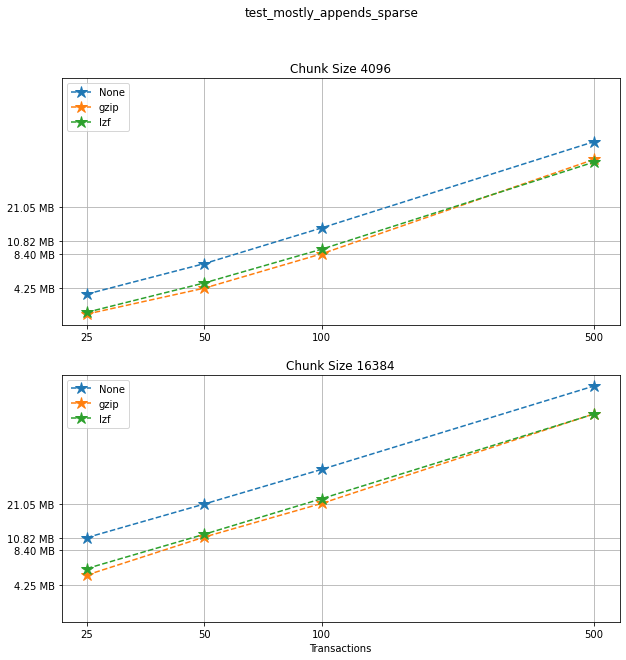 test_mostly_appends_sparse
Chunk Size 4096
None
gzip
lzf
21.05 MB
10.82 MB
8.40 MB
4.25 MB
25 50 100 500
Chunk Size 16384
None
gzip
lzf
21.05 MB
10.82 MB
8.40 MB
4.25 MB
25 50 100 500
Transactions